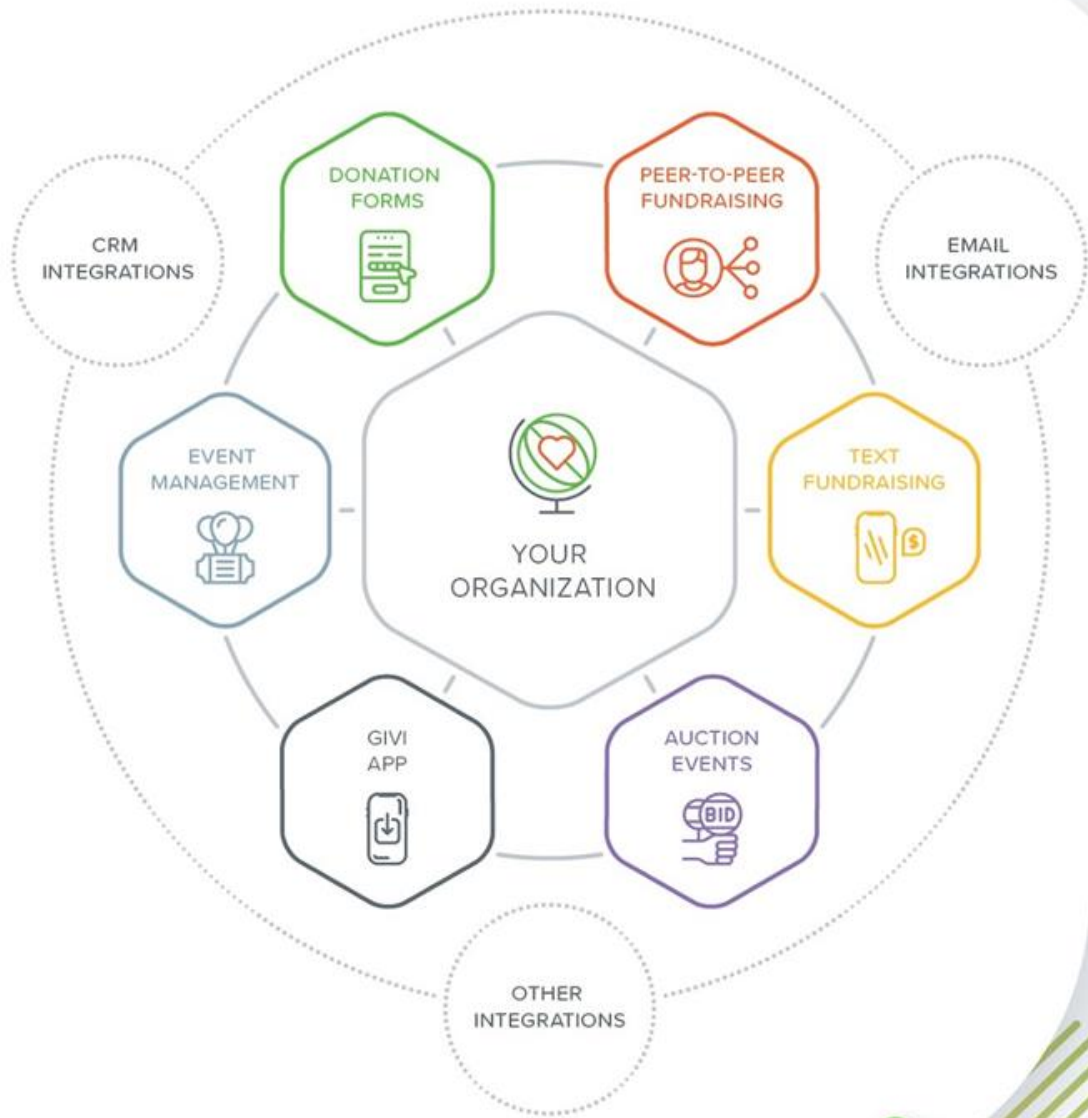 DONATION
FORMS
PEER-TO-PEER
FUNDRAISING
CRM
INTEGRATIONS
EMAIL
INTEGRATIONS
EVENT
MANAGEMENT
TEXT
FUNDRAISING
$
YOUR
ORGANIZATION
GIVI
APP
AUCTION
EVENTS
BID
OTHER
INTEGRATIONS